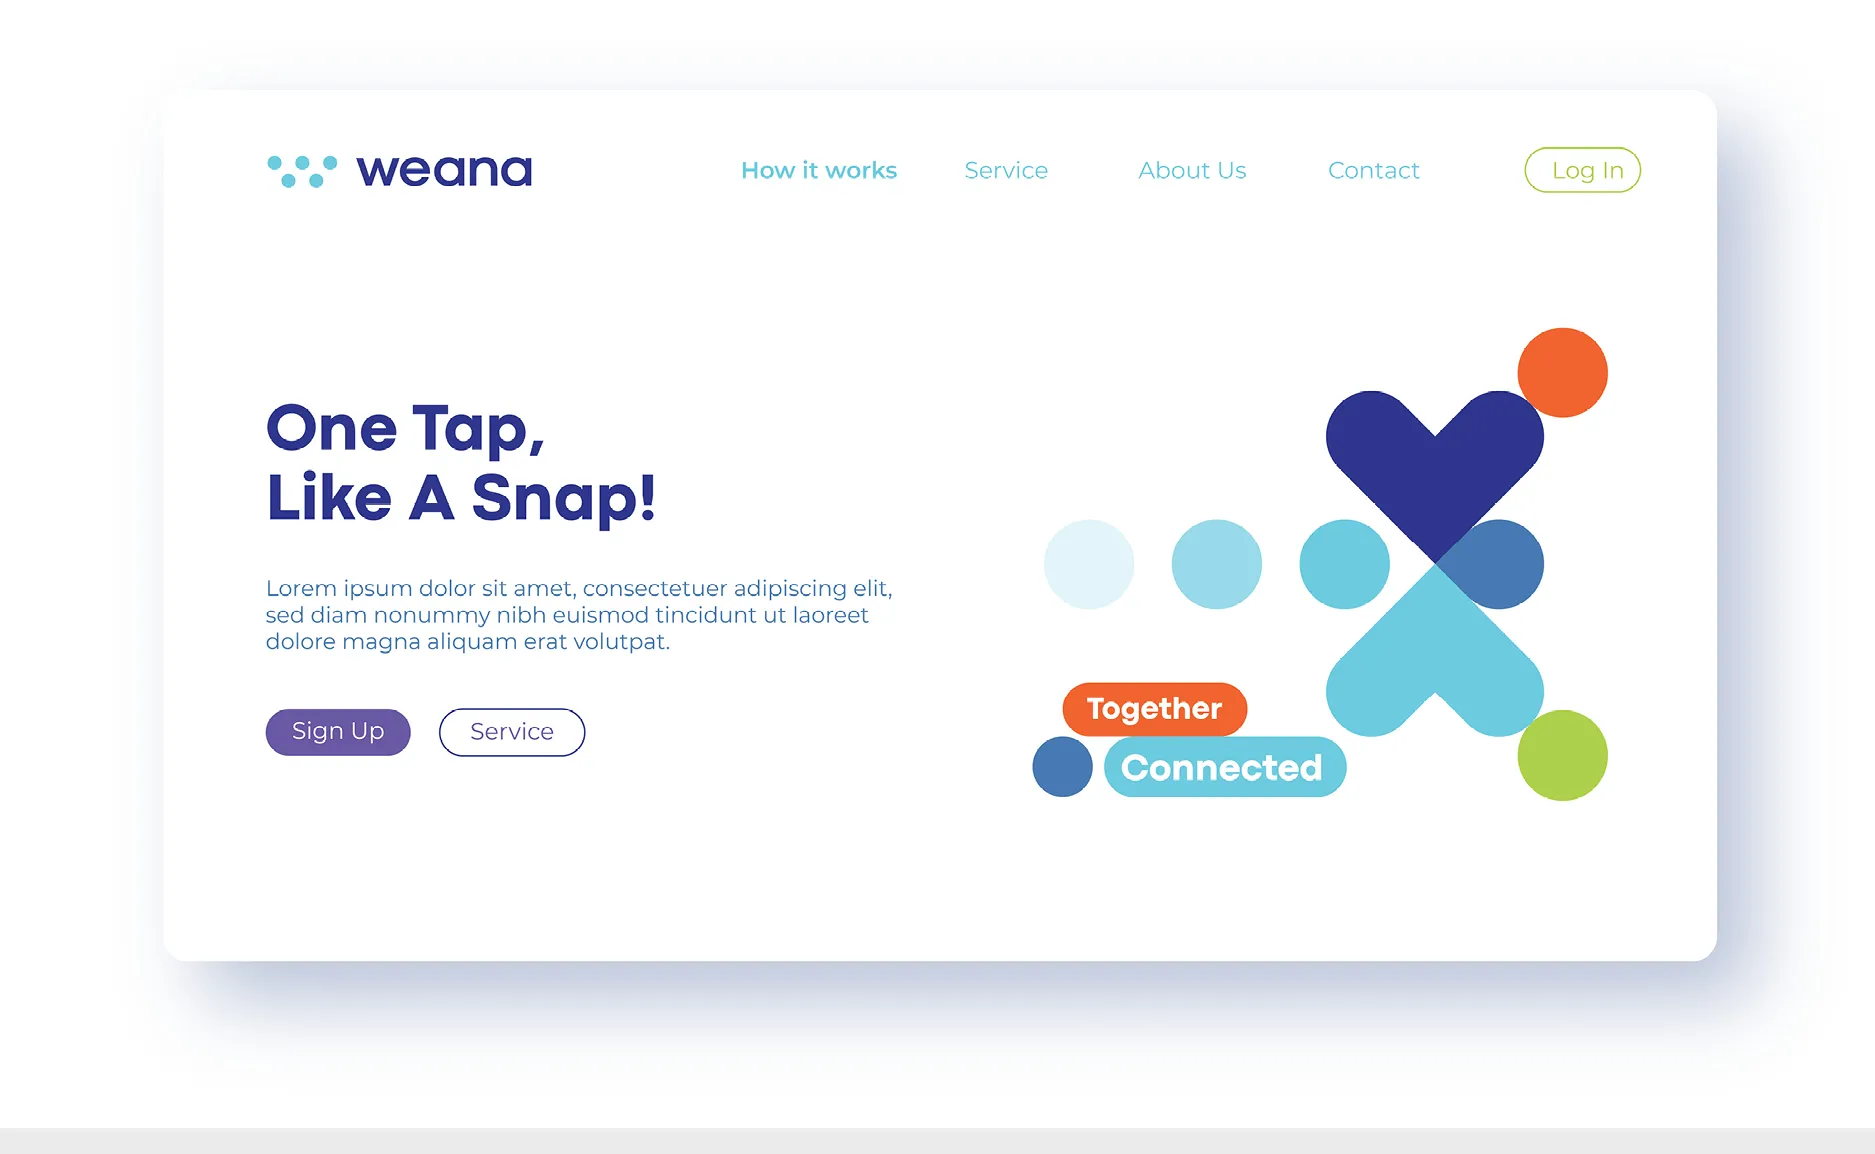 weana
How it works
Service
About Us
Contact
Log In
One Tap,
Like A Snap!
Lorem ipsum dolor sit amet, consectetuer adipiscing elit,
sed diam nonummy nibh euismod tincidunt ut laoreet
dolore magna aliquam erat volutpat.
Sign Up
Service
Together
Connected